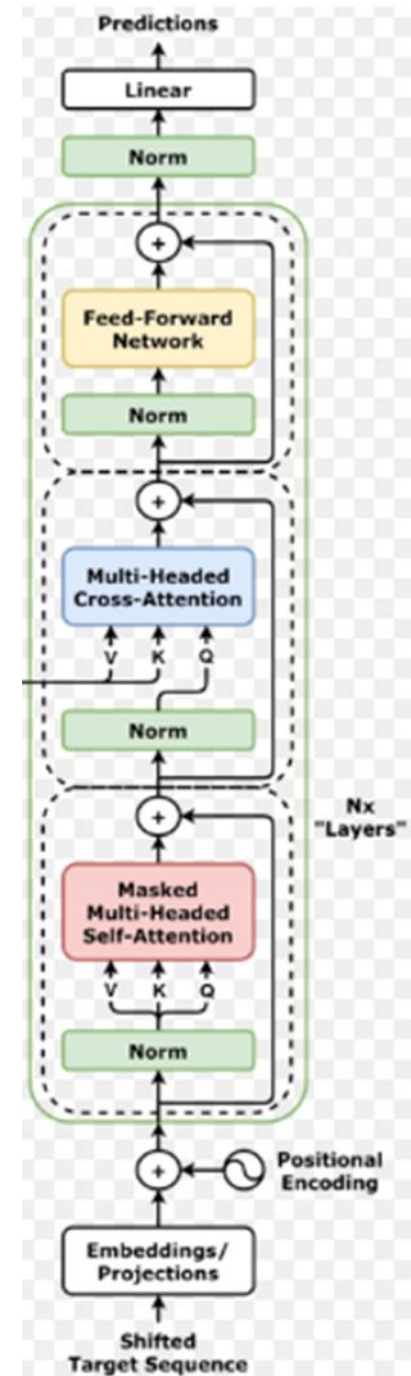 Predictions
Linear
Norm
+
Feed-Forward
Network
Norm
+
Multi-Headed
Cross-Attention
V K Q
Norm
Nx
"Layers"
+
Masked
Multi-Headed
Self-Attention
V K Q
Norm
+
Positional
Encoding
Embeddings/
Projections
Shifted
Target Sequence